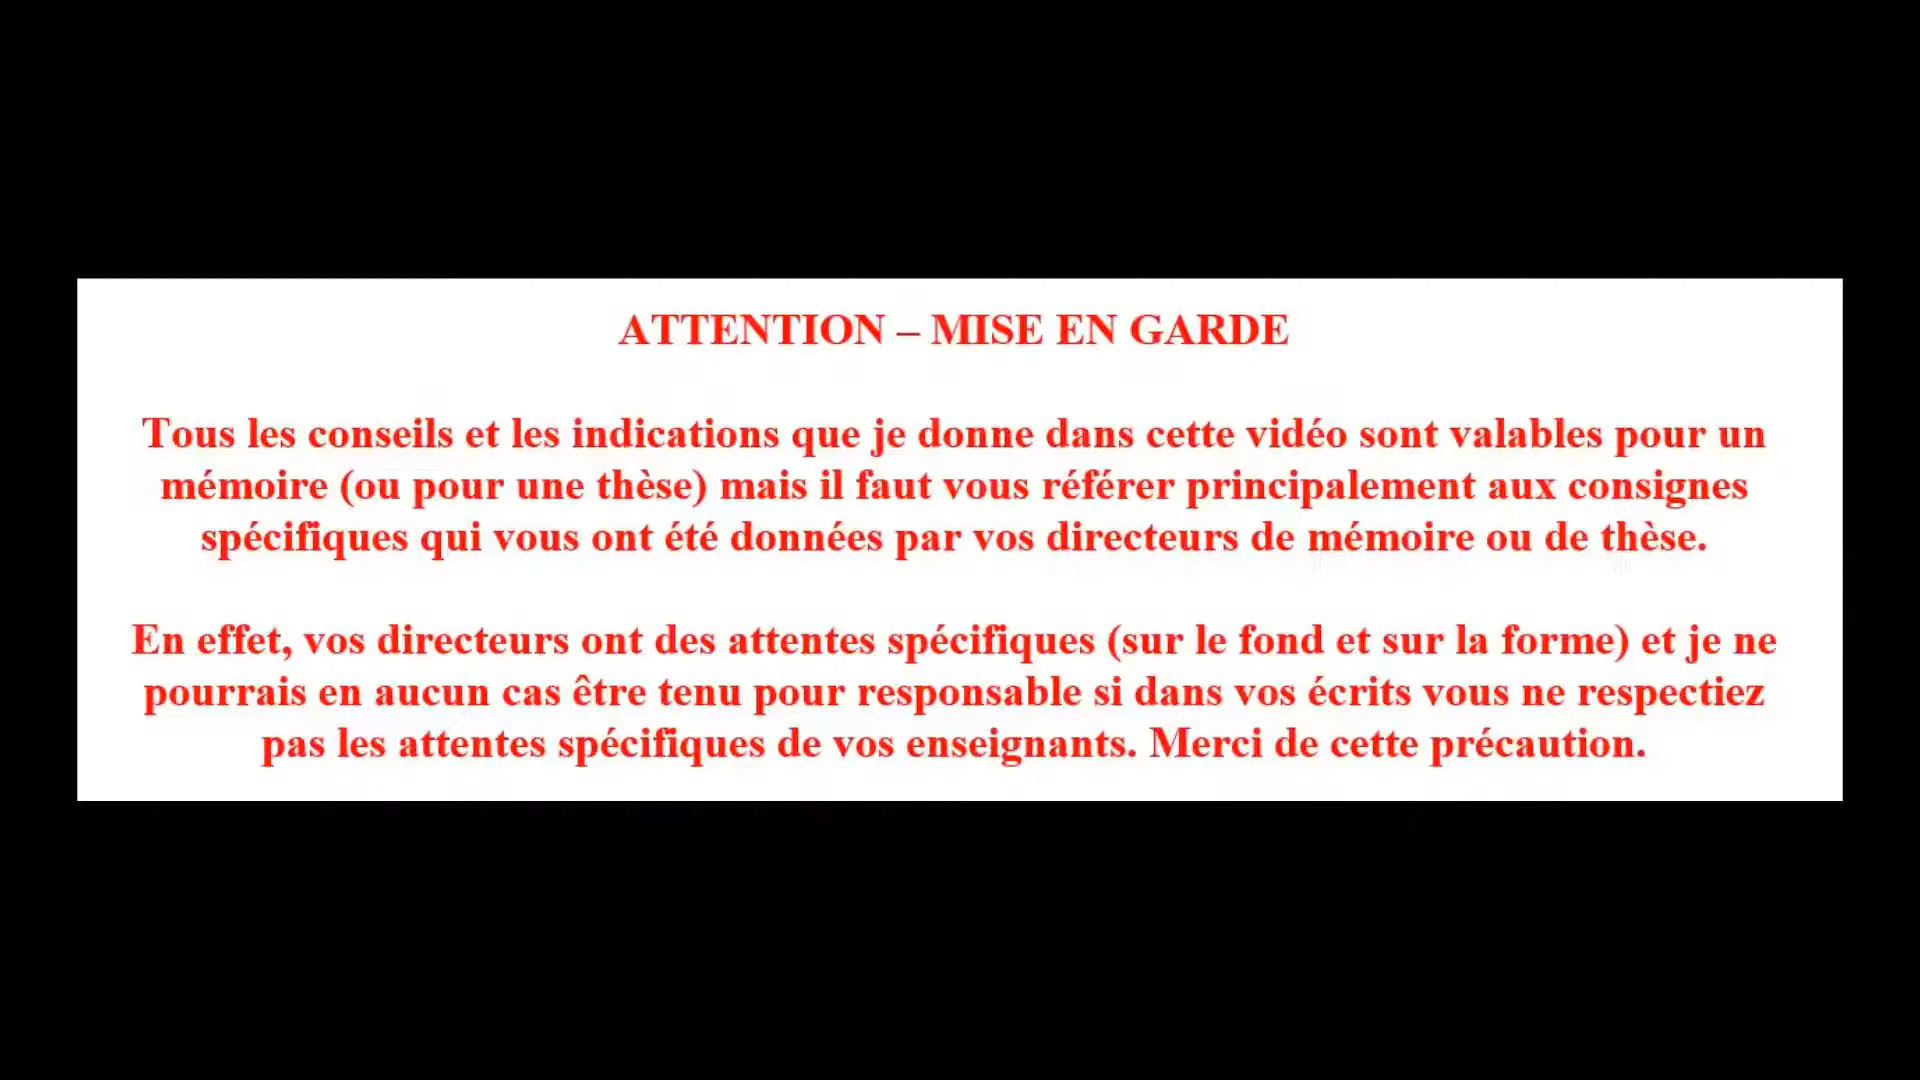 ATTENTION – MISE EN GARDE
Tous les conseils et les indications que je donne dans cette vidéo sont valables pour un
mémoire (ou pour une thèse) mais il faut vous référer principalement aux consignes
spécifiques qui vous ont été données par vos directeurs de mémoire ou de thèse.
En effet, vos directeurs ont des attentes spécifiques (sur le fond et sur la forme) et je ne
pourrais en aucun cas être tenu pour responsable si dans vos écrits vous ne respectiez
pas les attentes spécifiques de vos enseignants. Merci de cette précaution.